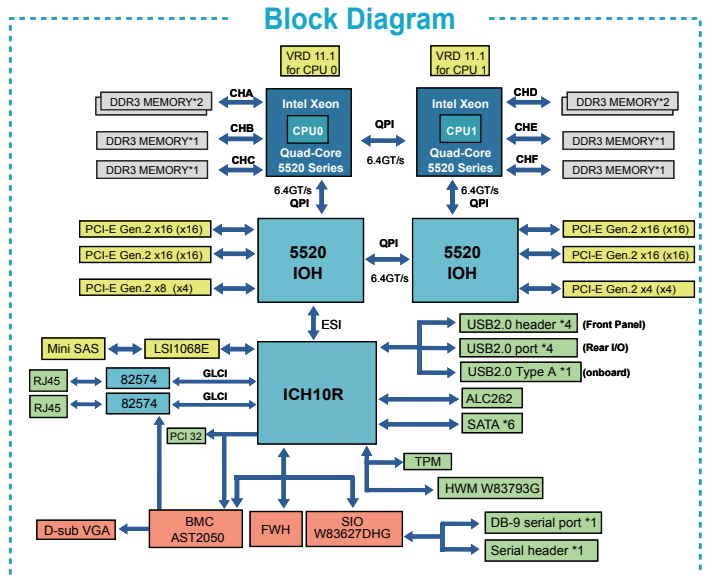 Block Diagram
VRD 11.1
for CPU 0
VRD 11.1
for CPU 1
DDR3 MEMORY*2
CHA
DDR3 MEMORY*1
CHB
DDR3 MEMORY*1
CHC
Intel Xeon
CPU0
Quad-Core
5520 Series
QPI
6.4GT/s
Intel Xeon
CPU1
Quad-Core
5520 Series
CHD
DDR3 MEMORY*2
CHE
DDR3 MEMORY*1
CHF
DDR3 MEMORY*1
6.4GT/s
QPI
6.4GT/s
QPI
PCI-E Gen.2 x16 (x16)
PCI-E Gen.2 x16 (x16)
PCI-E Gen.2 x8 (x4)
5520
IOH
QPI
6.4GT/s
5520
IOH
PCI-E Gen.2 x16 (x16)
PCI-E Gen.2 x16 (x16)
PCI-E Gen.2 x4 (x4)
ESI
Mini SAS
LSI1068E
RJ45
82574
GLCI
RJ45
82574
GLCI
ICH10R
USB2.0 header *4 (Front Panel)
USB2.0 port *4 (Rear I/O)
USB2.0 Type A *1 (onboard)
ALC262
SATA *6
PCI 32
TPM
HWM W83793G
D-sub VGA
BMC
AST2050
FWH
SIO
W83627DHG
DB-9 serial port *1
Serial header *1